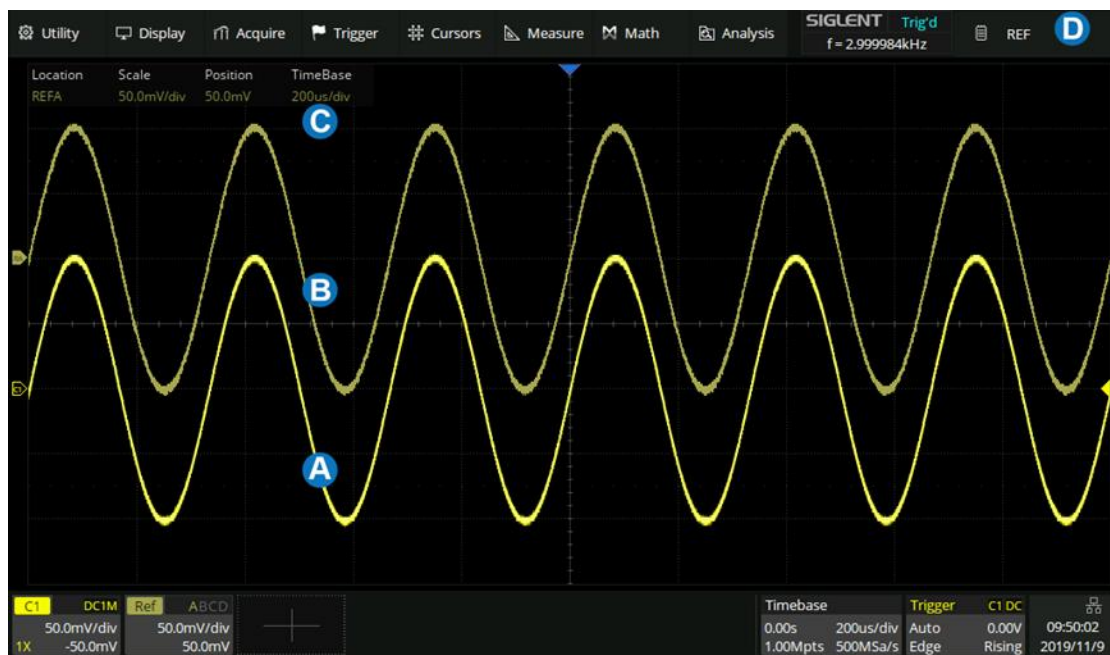 Utility Display Acquire Trigger Cursors Measure Math Analysis SIGLENT Trig'd
f = 2.999984kHz REF D
Location Scale Position TimeBase
REFA 50.0mV/div 50.0mV 200us/div
C
B
C1
A
C1 DC1M Ref ABCD Timebase Trigger C1 DC
50.0mV/div 50.0mV/div 0.00s 200us/div Auto 0.00V 09:50:02
1X -50.0mV 50.0mV 1.00Mpts 500MSa/s Edge Rising 2019/11/9